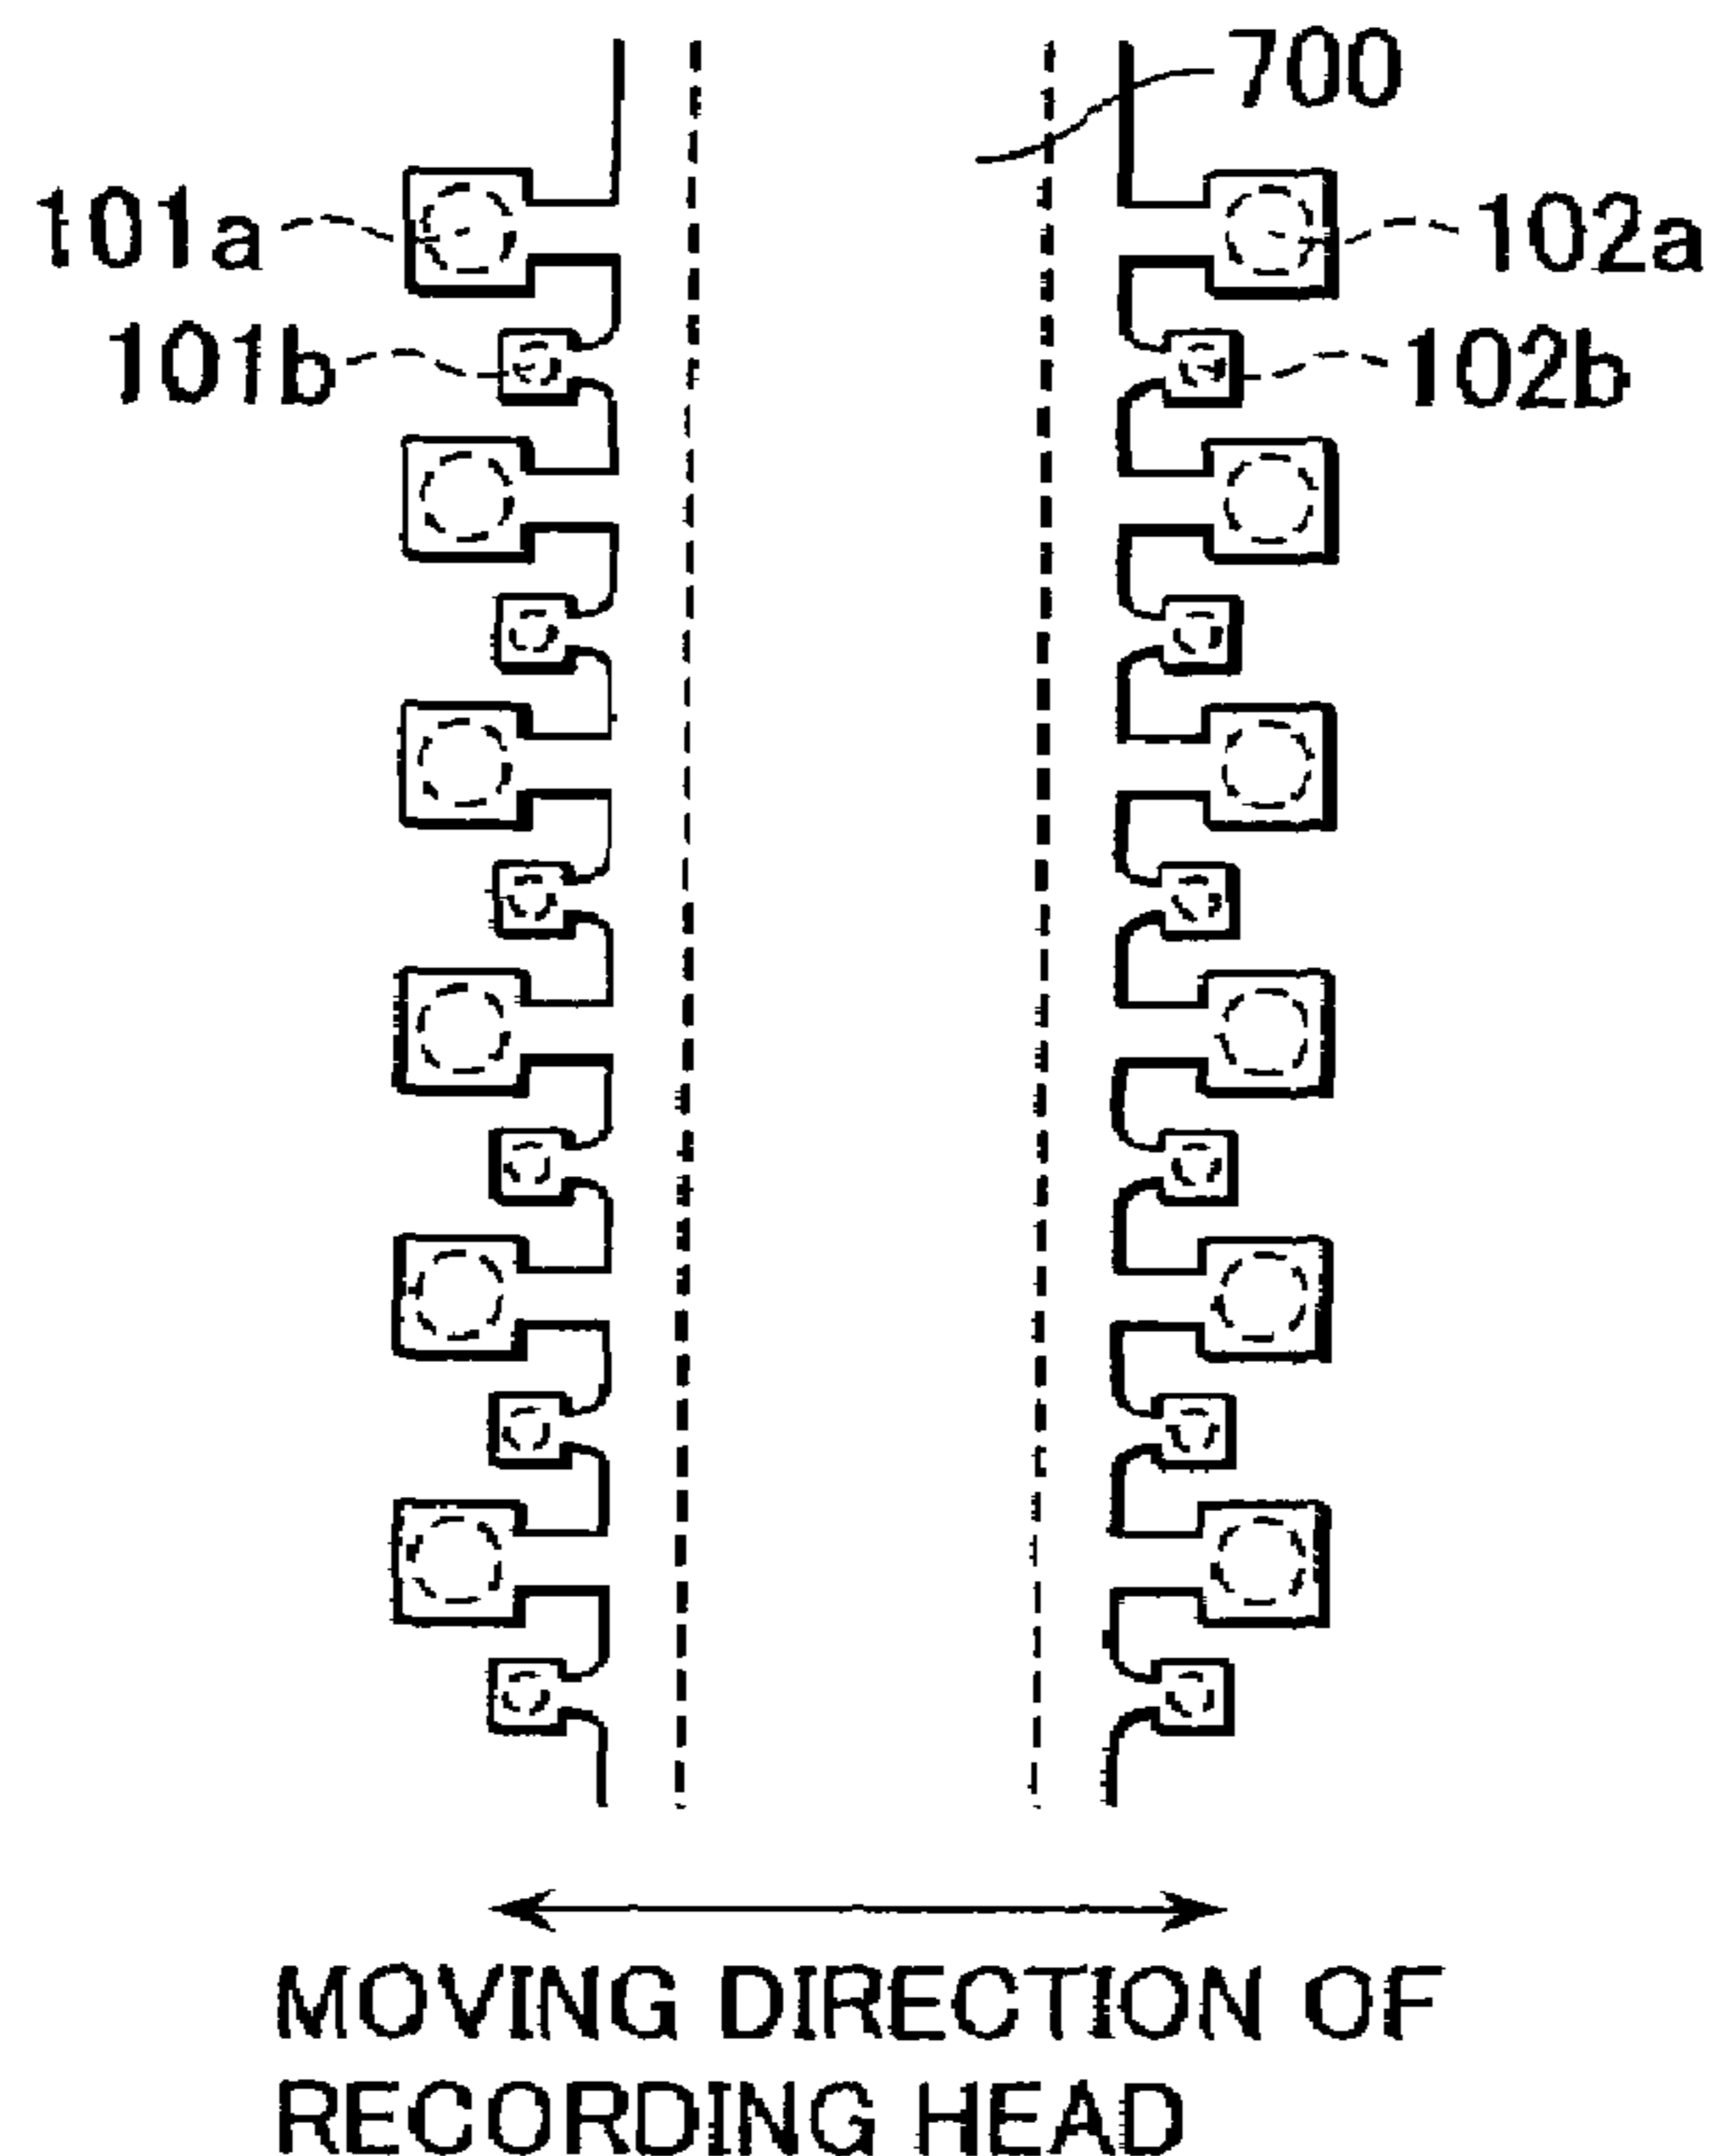 700
101a
102a
101b
102b
MOVING DIRECTION OF
RECORDING HEAD